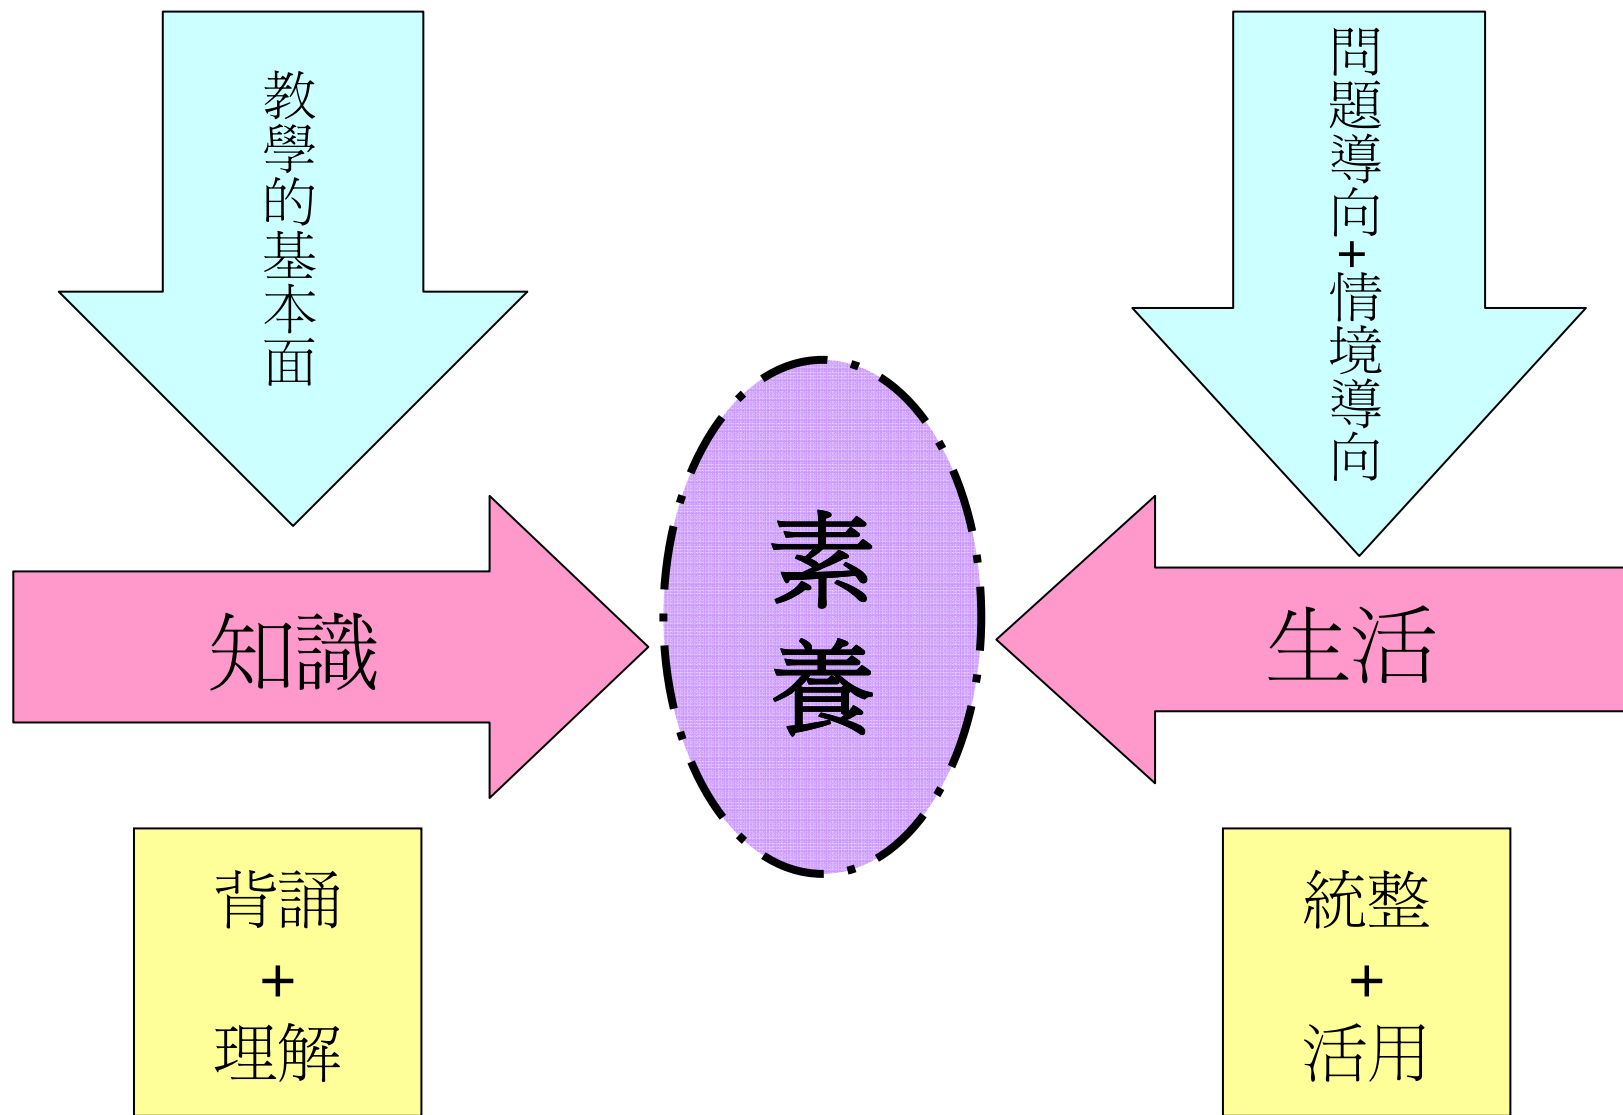 教學的基本面
問題導向+情境導向
知識
素養
生活
背誦
+
理解
統整
+
活用